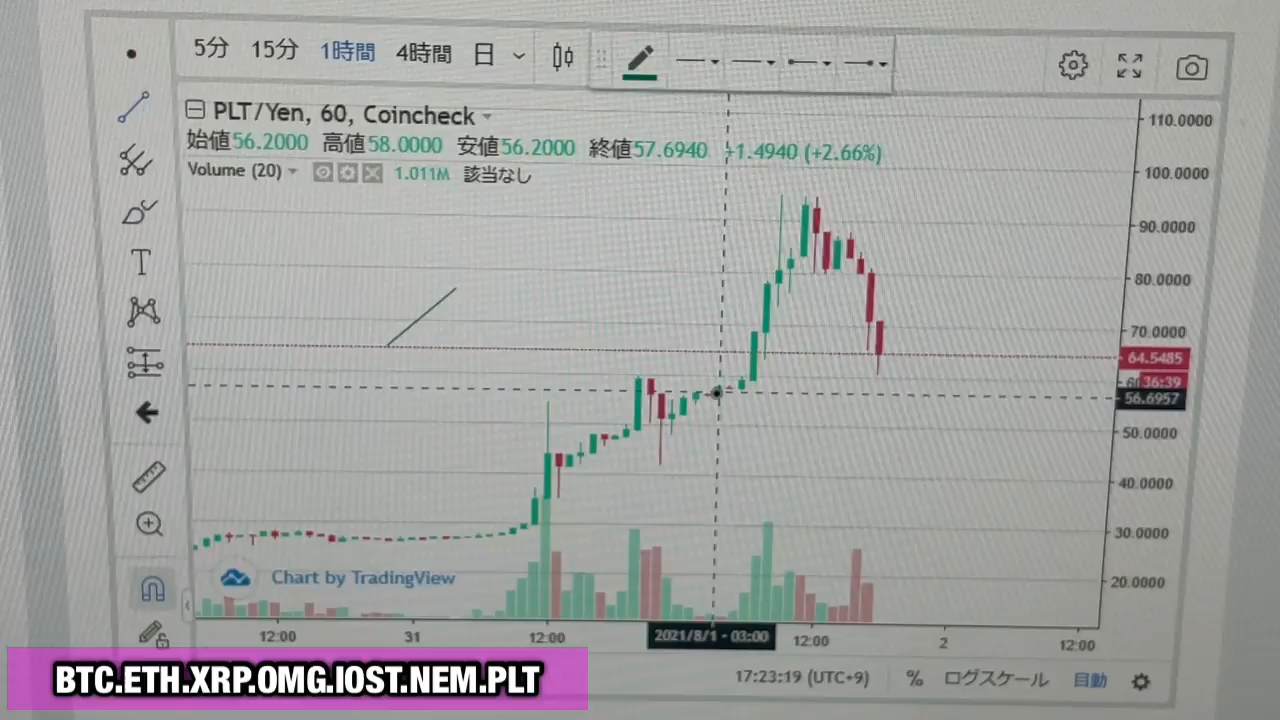 5分 15分 1時間 4時間 日
PLT/Yen, 60, Coincheck
始値56.2000 高値58.0000 安値56.2000 終値57.6940 +1.4940 (+2.66%)
Volume (20) 1.011M 該当なし
T
110.0000
100.0000
90.0000
80.0000
70.0000
64.5485
36:39
56.6957
50.0000
40.0000
30.0000
20.0000
Chart by TradingView
12:00 31 12:00 2021/8/1 - 03:00 12:00 2 12:00
17:23:19 (UTC+9) % ログスケール 自動
BTC.ETH.XRP.OMG.IOST.NEM.PLT